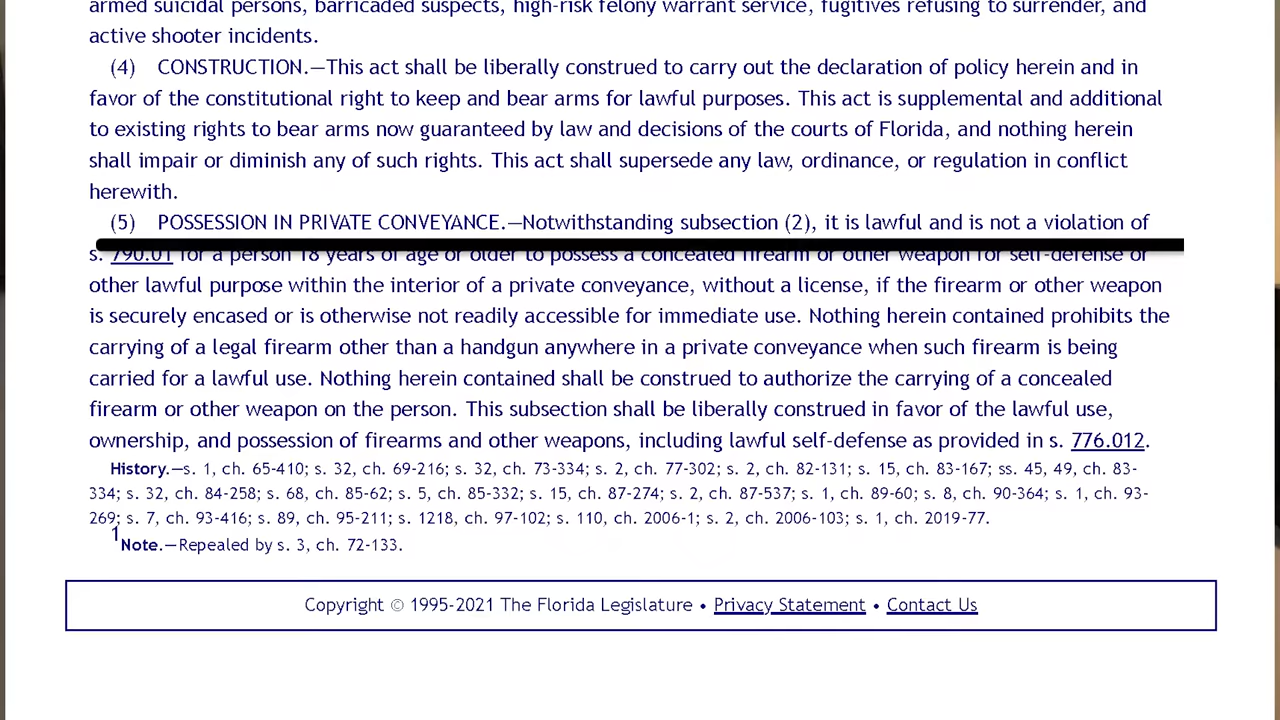 armed suicidal persons, barricaded suspects, high-risk felony warrant service, fugitives refusing to surrender, and
active shooter incidents.
(4) CONSTRUCTION.—This act shall be liberally construed to carry out the declaration of policy herein and in
favor of the constitutional right to keep and bear arms for lawful purposes. This act is supplemental and additional
to existing rights to bear arms now guaranteed by law and decisions of the courts of Florida, and nothing herein
shall impair or diminish any of such rights. This act shall supersede any law, ordinance, or regulation in conflict
herewith.
(5) POSSESSION IN PRIVATE CONVEYANCE.—Notwithstanding subsection (2), it is lawful and is not a violation of
s. 790.01 for a person 18 years of age or older to possess a concealed firearm or other weapon for self-defense or
other lawful purpose within the interior of a private conveyance, without a license, if the firearm or other weapon
is securely encased or is otherwise not readily accessible for immediate use. Nothing herein contained prohibits the
carrying of a legal firearm other than a handgun anywhere in a private conveyance when such firearm is being
carried for a lawful use. Nothing herein contained shall be construed to authorize the carrying of a concealed
firearm or other weapon on the person. This subsection shall be liberally construed in favor of the lawful use,
ownership, and possession of firearms and other weapons, including lawful self-defense as provided in s. 776.012.
History.—s. 1, ch. 65-410; s. 32, ch. 69-216; s. 32, ch. 73-334; s. 2, ch. 77-302; s. 2, ch. 82-131; s. 15, ch. 83-167; ss. 45, 49, ch. 83-
334; s. 32, ch. 84-258; s. 68, ch. 85-62; s. 5, ch. 85-332; s. 15, ch. 87-274; s. 2, ch. 87-537; s. 1, ch. 89-60; s. 8, ch. 90-364; s. 1, ch. 93-
269; s. 7, ch. 93-416; s. 89, ch. 95-211; s. 1218, ch. 97-102; s. 110, ch. 2006-1; s. 2, ch. 2006-103; s. 1, ch. 2019-77.
1Note.—Repealed by s. 3, ch. 72-133.
Copyright © 1995-2021 The Florida Legislature • Privacy Statement • Contact Us